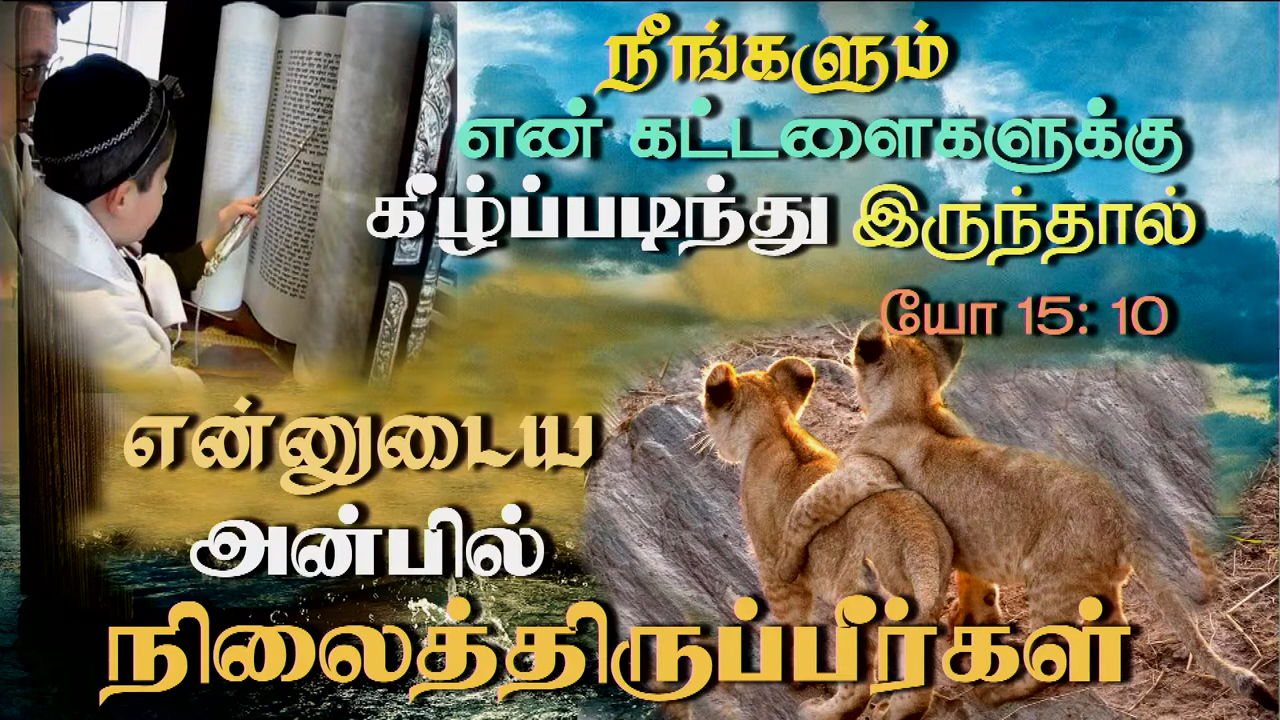 நீங்களும்
என் கட்டளைகளுக்கு
கீழ்ப்படிந்து இருந்தால்
யோ 15: 10
என்னுடைய
அன்பில்
நிலைத்திருப்பீர்கள்